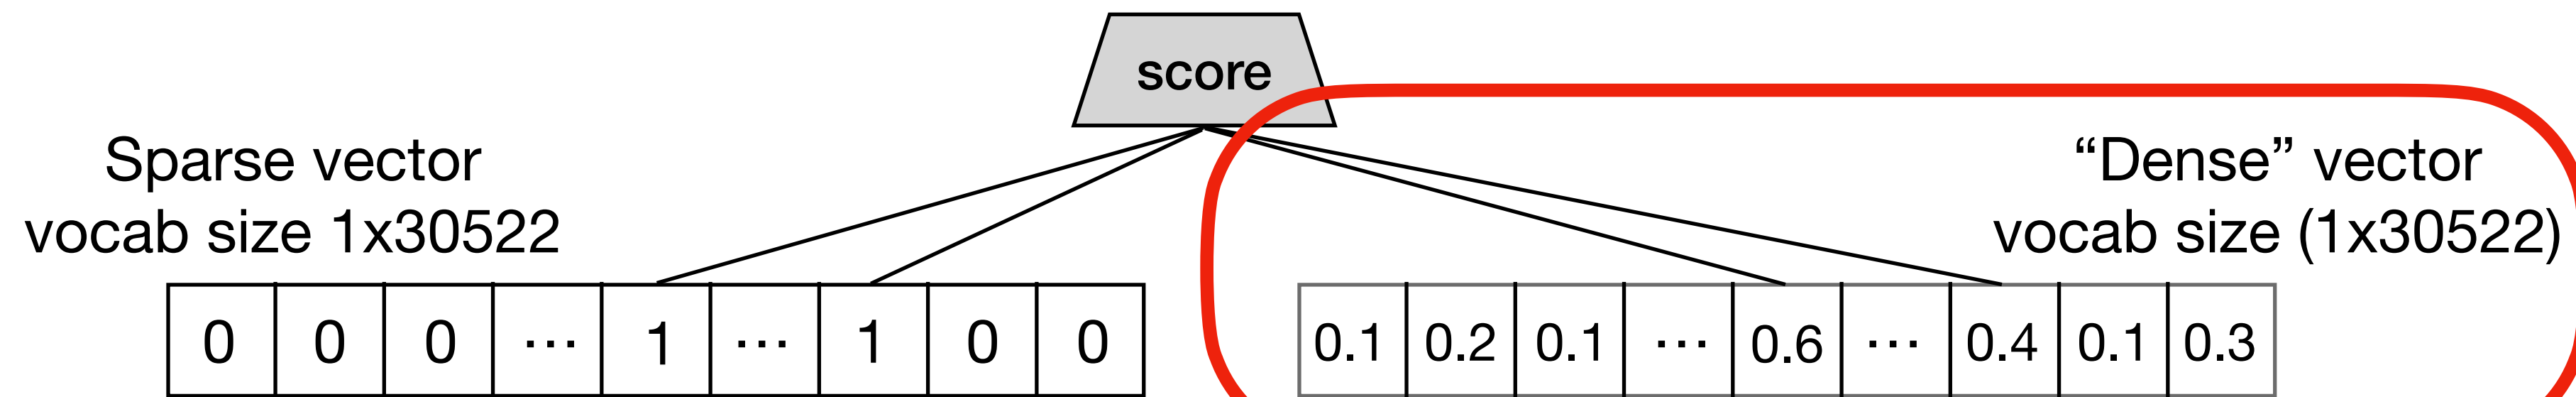 score
Sparse vector
vocab size 1x30522
“Dense” vector
vocab size (1x30522)
0 0 0 ... 1 ... 1 0 0
0.1 0.2 0.1 ... 0.6 ... 0.4 0.1 0.3